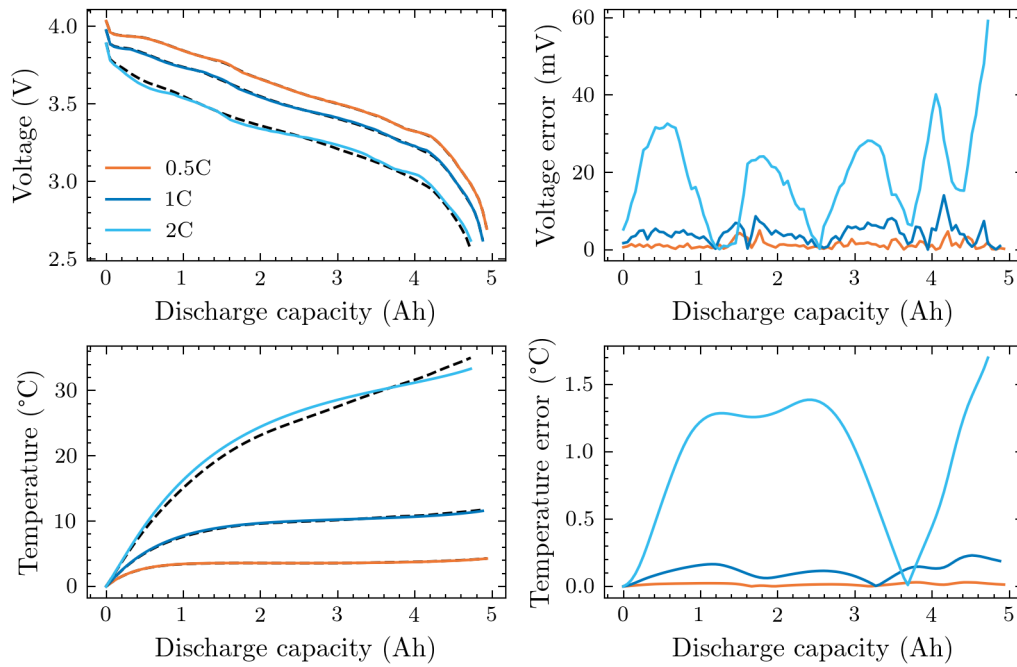 4.0
3.5
3.0
2.5
Voltage (V)
0.5C
1C
2C
0 1 2 3 4 5
Discharge capacity (Ah)
60
40
20
0
Voltage error (mV)
0 1 2 3 4 5
Discharge capacity (Ah)
30
20
10
0
Temperature (°C)
0 1 2 3 4 5
Discharge capacity (Ah)
1.5
1.0
0.5
0.0
Temperature error (°C)
0 1 2 3 4 5
Discharge capacity (Ah)